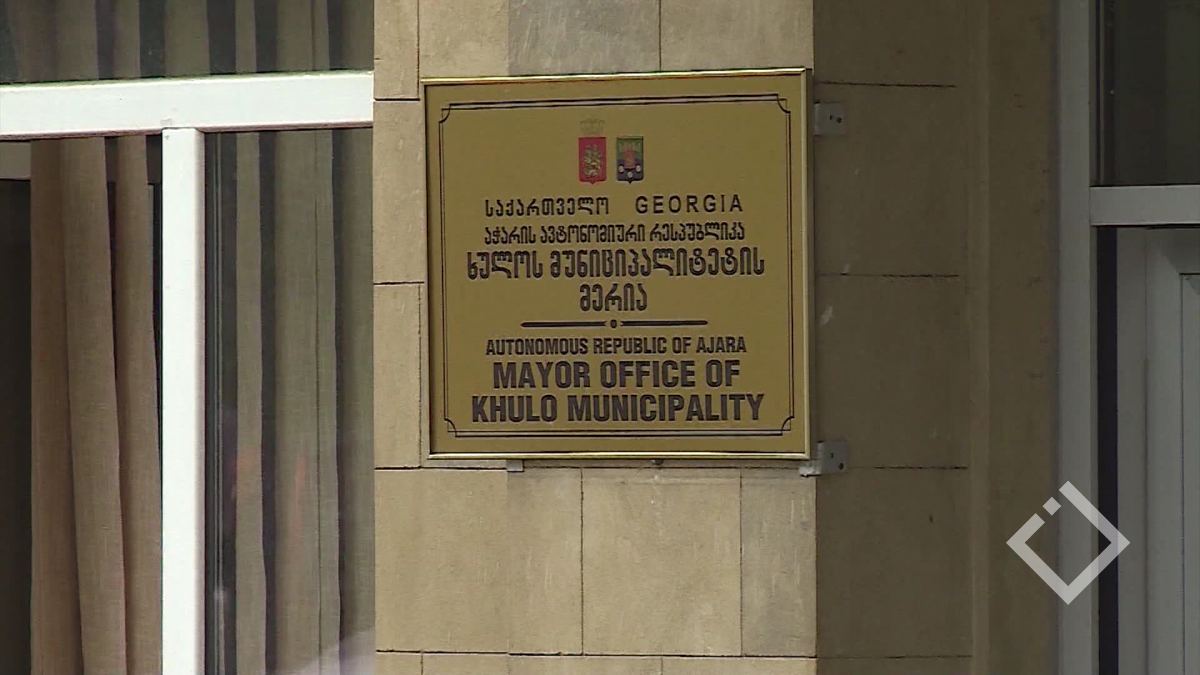 საქართველო GEORGIA
აჭარის ავტონომიური რესპუბლიკა
ხულოს მუნიციპალიტეტის
მერია
AUTONOMOUS REPUBLIC OF AJARA
MAYOR OFFICE OF
KHULO MUNICIPALITY